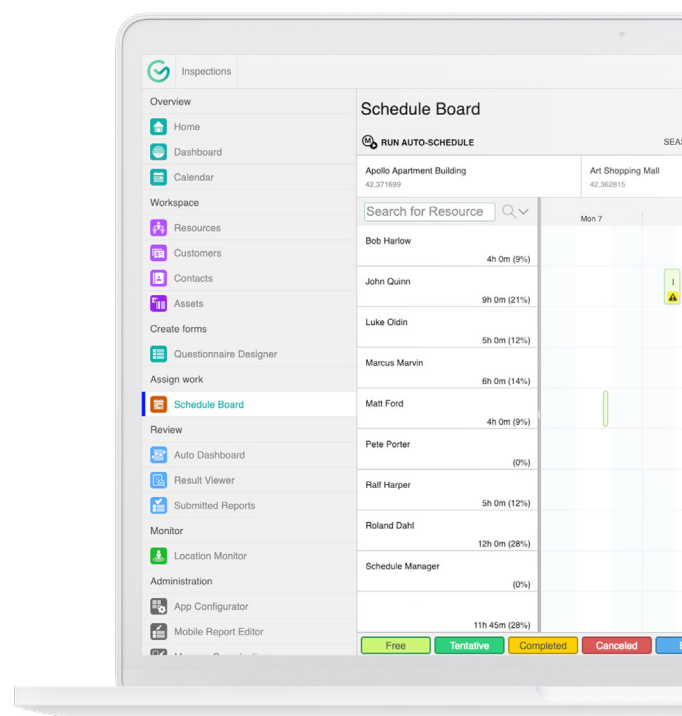 Inspections
Overview
Home
Dashboard
Calendar
Workspace
Resources
Customers
Contacts
Assets
Create forms
Questionnaire Designer
Assign work
Schedule Board
Review
Auto Dashboard
Result Viewer
Submitted Reports
Monitor
Location Monitor
Administration
App Configurator
Mobile Report Editor
Schedule Board
M
RUN AUTO-SCHEDULE
Apollo Apartment Building
42.371699
Art Shopping Mall
42.362815
Search for Resource
Mon 7
Bob Harlow
4h 0m (9%)
John Quinn
9h 0m (21%)
I
Luke Oldin
5h 0m (12%)
Marcus Marvin
6h 0m (14%)
Matt Ford
4h 0m (9%)
Pete Porter
(0%)
Ralf Harper
5h 0m (12%)
Roland Dahl
12h 0m (28%)
Schedule Manager
(0%)
11h 45m (28%)
Free Tentative Completed Canceled